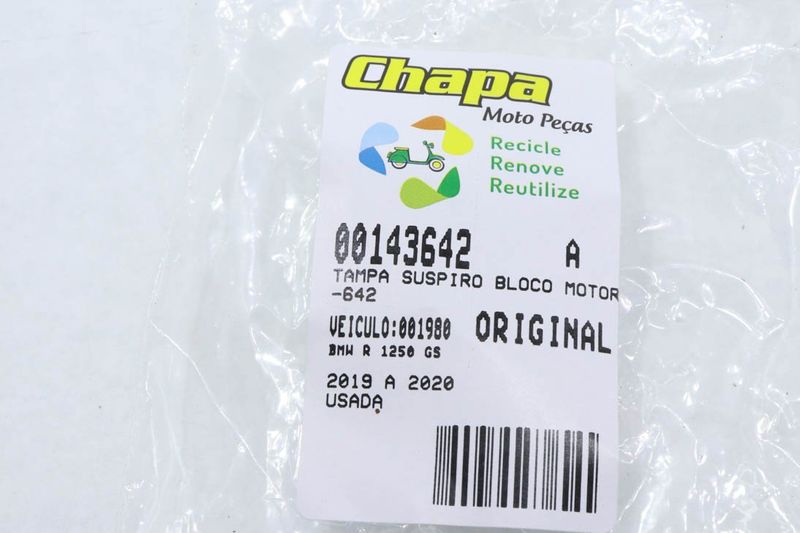 Chapa
Moto Peças
Recicle
Renove
Reutilize
00143642 A
TAMPA SUSPIRO BLOCO MOTOR
-642
VEICULO:001980 ORIGINAL
BMW R 1250 GS
2019 A 2020
USADA